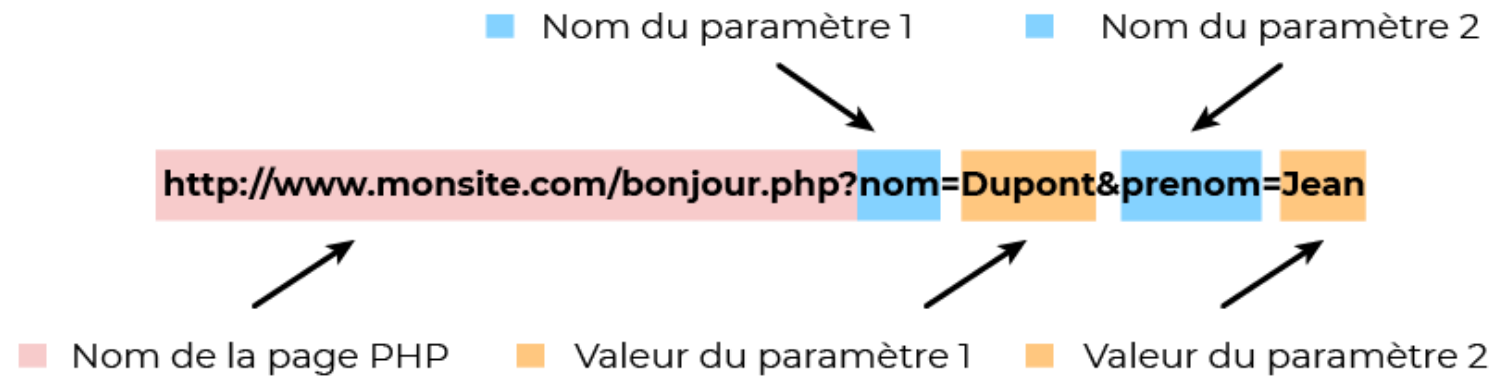 Nom du paramètre 1
Nom du paramètre 2
http://www.monsite.com/bonjour.php?nom=Dupont&prenom=Jean
Nom de la page PHP
Valeur du paramètre 1
Valeur du paramètre 2